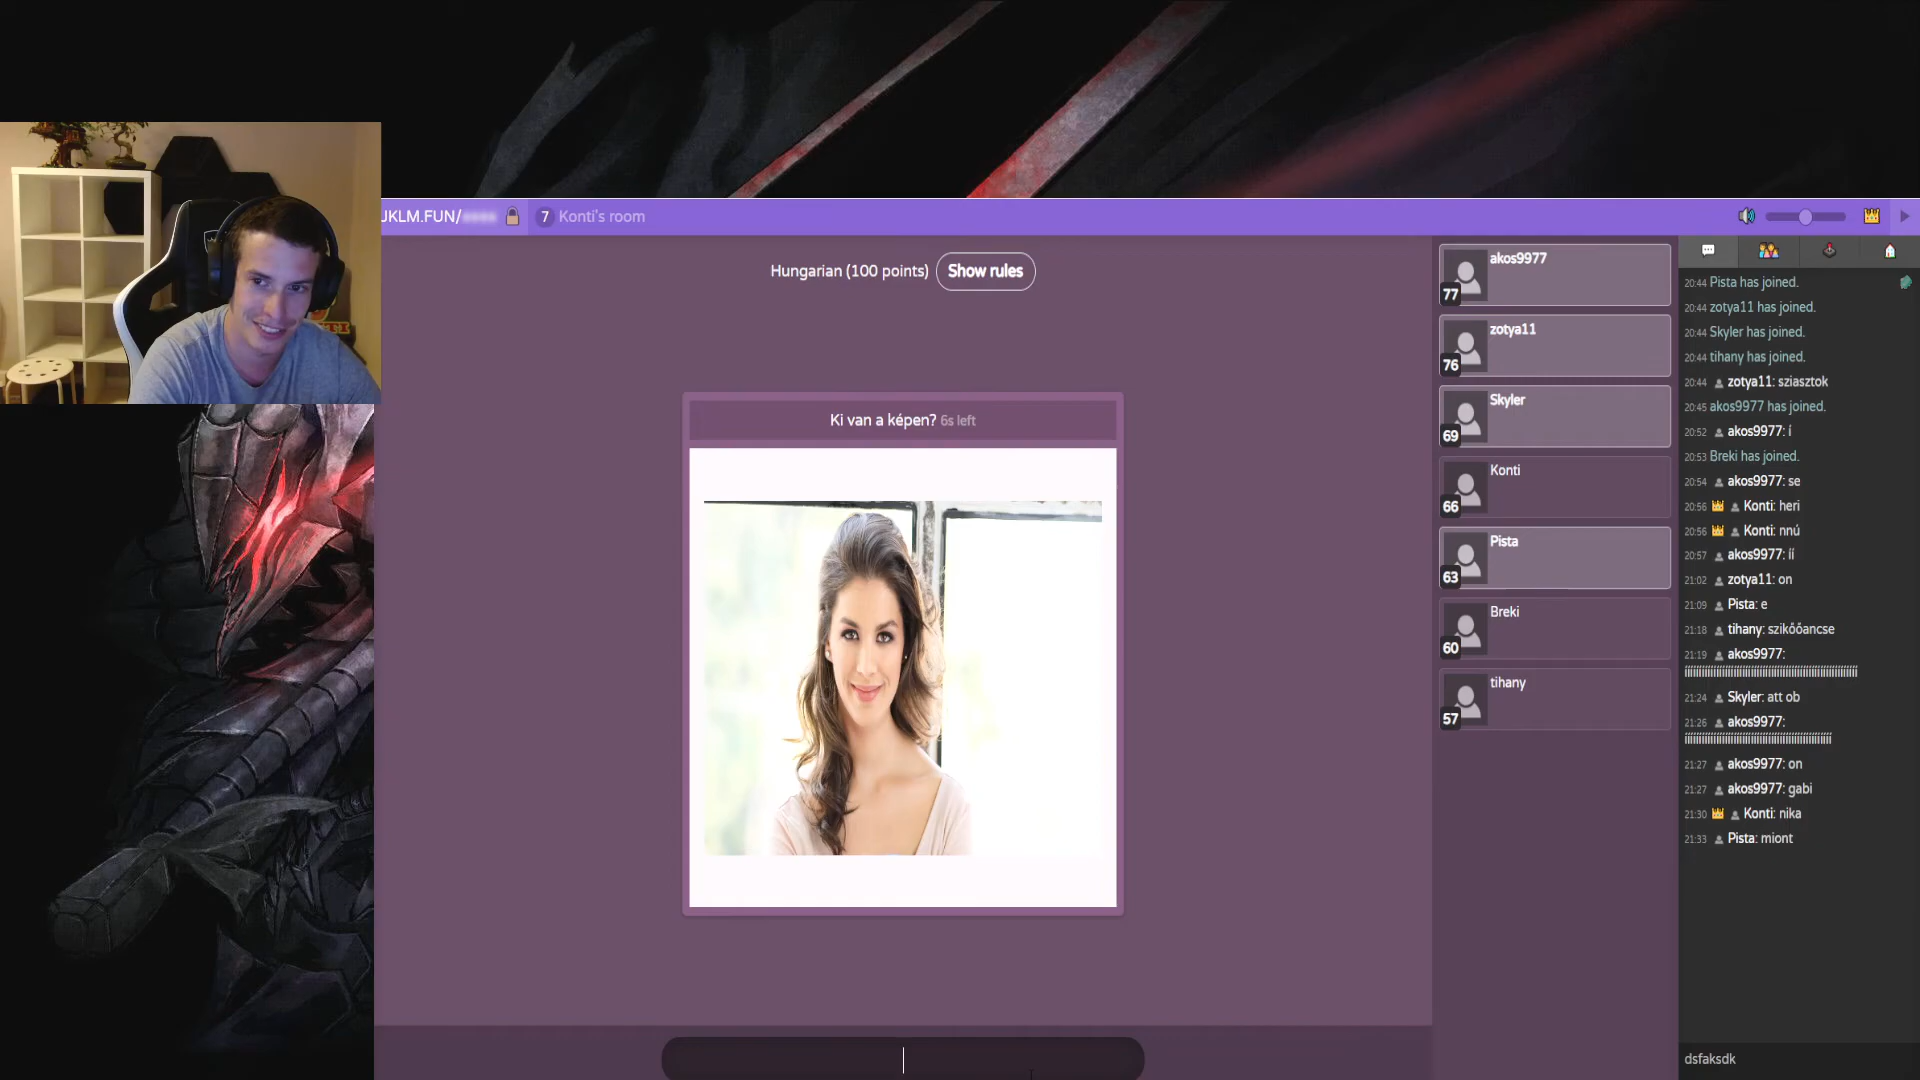 JKLM.FUN/
7 Konti's room
Hungarian (100 points) Show rules
Ki van a képen? 6s left
akos9977
77
zotya11
76
Skyler
69
Konti
66
Pista
63
Breki
60
tihany
57
20:44 Pista has joined.
20:44 zotya11 has joined.
20:44 Skyler has joined.
20:44 tihany has joined.
20:44 zotya11: sziasztok
20:45 akos9977 has joined.
20:52 akos9977: í
20:53 Breki has joined.
20:54 akos9977: se
20:56 Konti: heri
20:56 Konti: nnú
20:57 akos9977: íí
21:02 zotya11: on
21:09 Pista: e
21:18 tihany: szikőőancse
21:19 akos9977:
21:24 Skyler: att ob
21:26 akos9977:
21:27 akos9977: on
21:27 akos9977: gabi
21:30 Konti: nika
21:33 Pista: miont
dsfaksdk